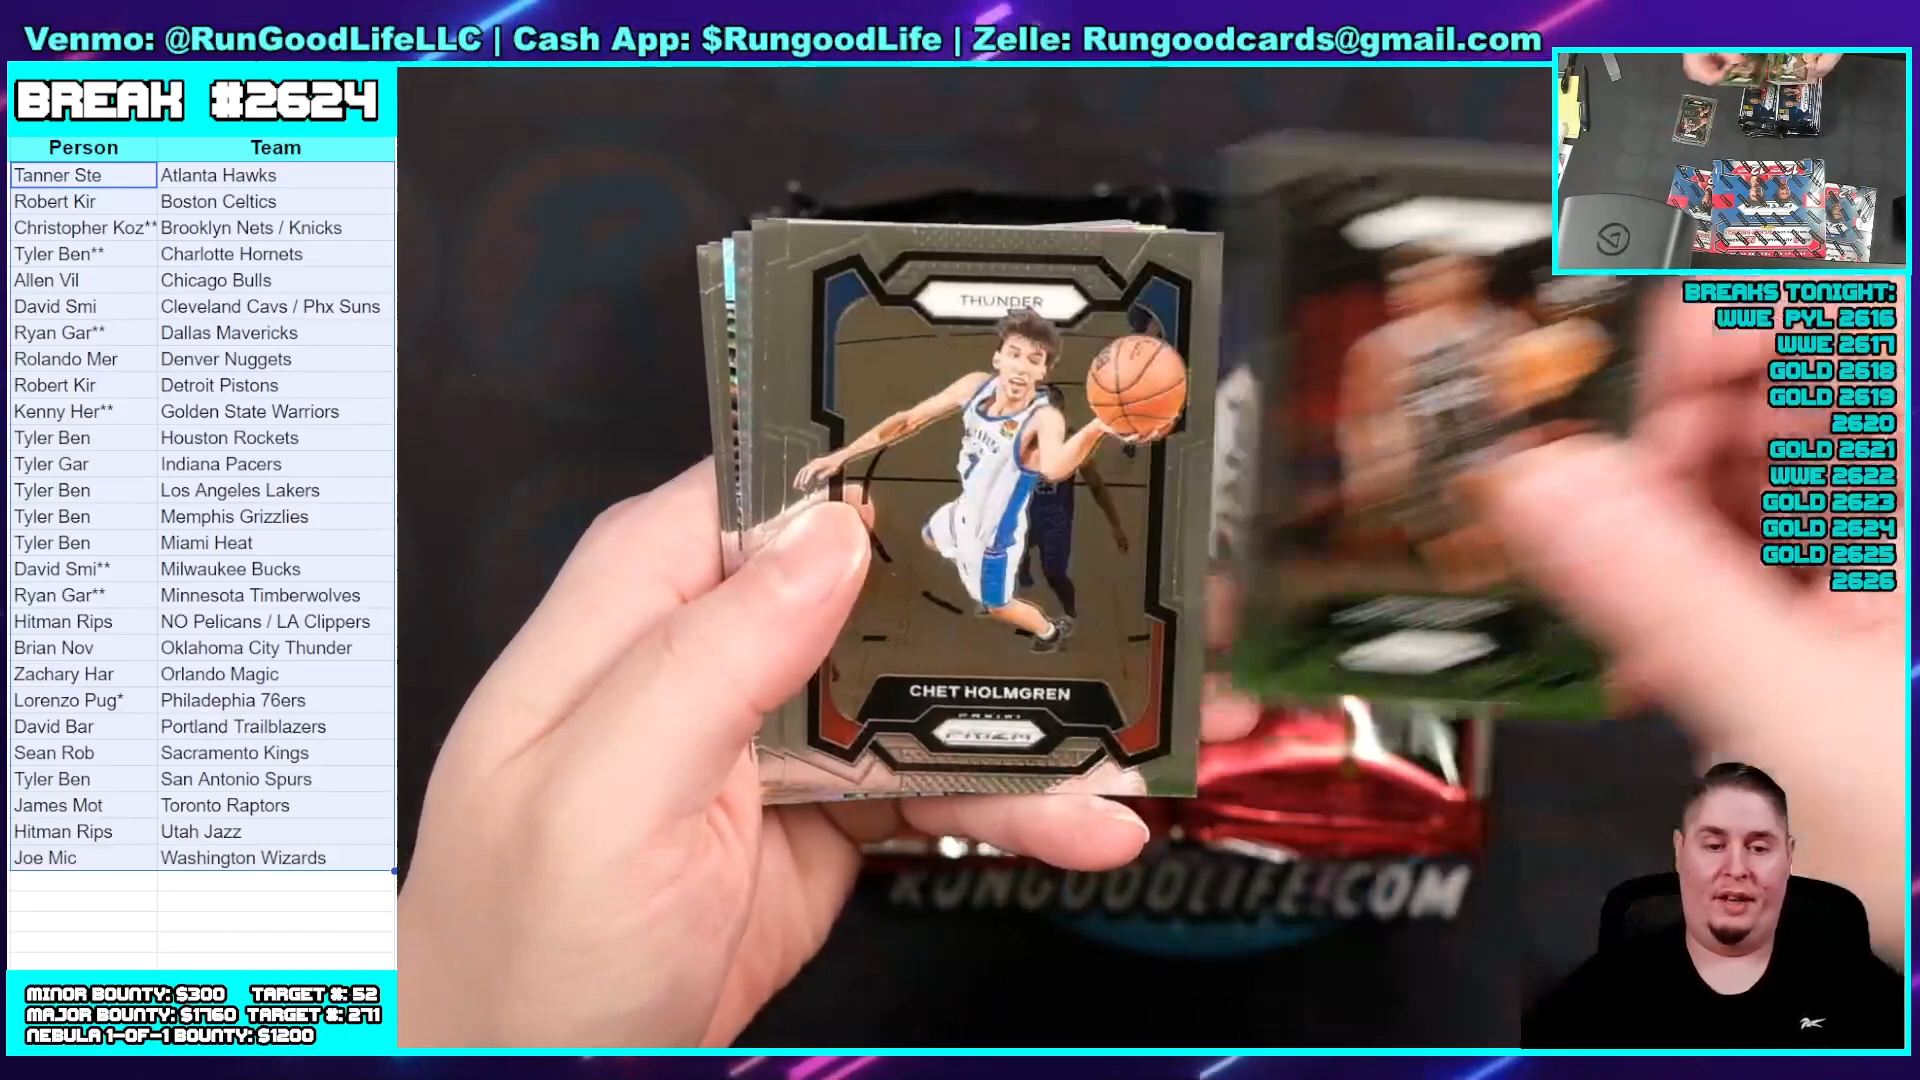 Venmo: @RunGoodLifeLLC | Cash App: $RungoodLife | Zelle: Rungoodcards@gmail.com
BREAK #2624
Person Team
Tanner Ste Atlanta Hawks
Robert Kir Boston Celtics
Christopher Koz** Brooklyn Nets / Knicks
Tyler Ben** Charlotte Hornets
Allen Vil Chicago Bulls
David Smi Cleveland Cavs / Phx Suns
Ryan Gar** Dallas Mavericks
Rolando Mer Denver Nuggets
Robert Kir Detroit Pistons
Kenny Her** Golden State Warriors
Tyler Ben Houston Rockets
Tyler Gar Indiana Pacers
Tyler Ben Los Angeles Lakers
Tyler Ben Memphis Grizzlies
Tyler Ben Miami Heat
David Smi** Milwaukee Bucks
Ryan Gar** Minnesota Timberwolves
Hitman Rips NO Pelicans / LA Clippers
Brian Nov Oklahoma City Thunder
Zachary Har Orlando Magic
Lorenzo Pug* Philadephia 76ers
David Bar Portland Trailblazers
Sean Rob Sacramento Kings
Tyler Ben San Antonio Spurs
James Mot Toronto Raptors
Hitman Rips Utah Jazz
Joe Mic Washington Wizards
MINOR BOUNTY: $300 TARGET #: 52
MAJOR BOUNTY: $1760 TARGET #: 271
NEBULA 1-OF-1 BOUNTY: $1200
THUNDER
7
CHET HOLMGREN
PANINI
PRIZM
RUNGOODLIFE.COM
BREAKS TONIGHT:
WWE PYL 2616
WWE 2617
GOLD 2618
GOLD 2619
2620
GOLD 2621
WWE 2622
GOLD 2623
GOLD 2624
GOLD 2625
2626